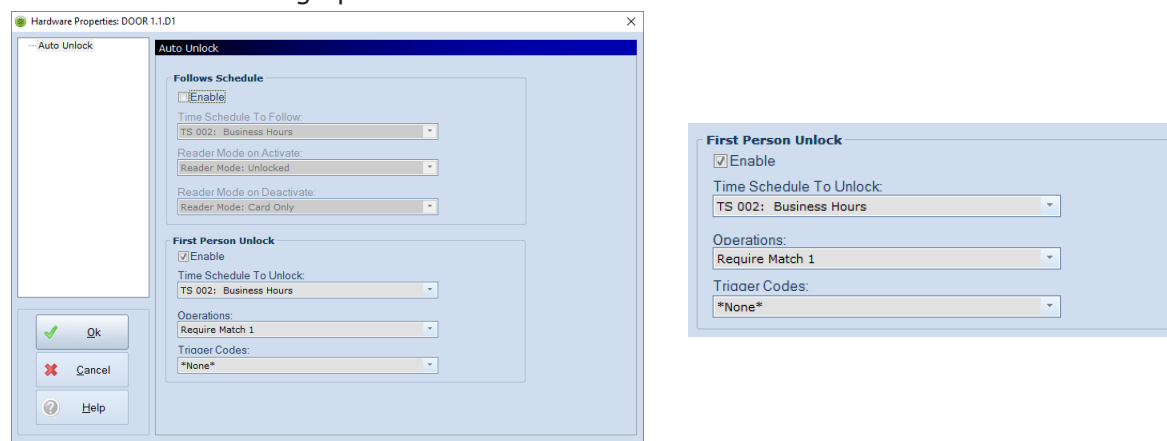 Hardware Properties: DOOR 1.1.D1
Auto Unlock
Auto Unlock
Follows Schedule
Enable
Time Schedule To Follow:
TS 002: Business Hours
Reader Mode on Activate:
Reader Mode: Unlocked
Reader Mode on Deactivate:
Reader Mode: Card Only
First Person Unlock
Enable
Time Schedule To Unlock:
TS 002: Business Hours
Operations:
Require Match 1
Trigger Codes:
*None*
Ok
Cancel
Help
First Person Unlock
Enable
Time Schedule To Unlock:
TS 002: Business Hours
Operations:
Require Match 1
Trigger Codes:
*None*